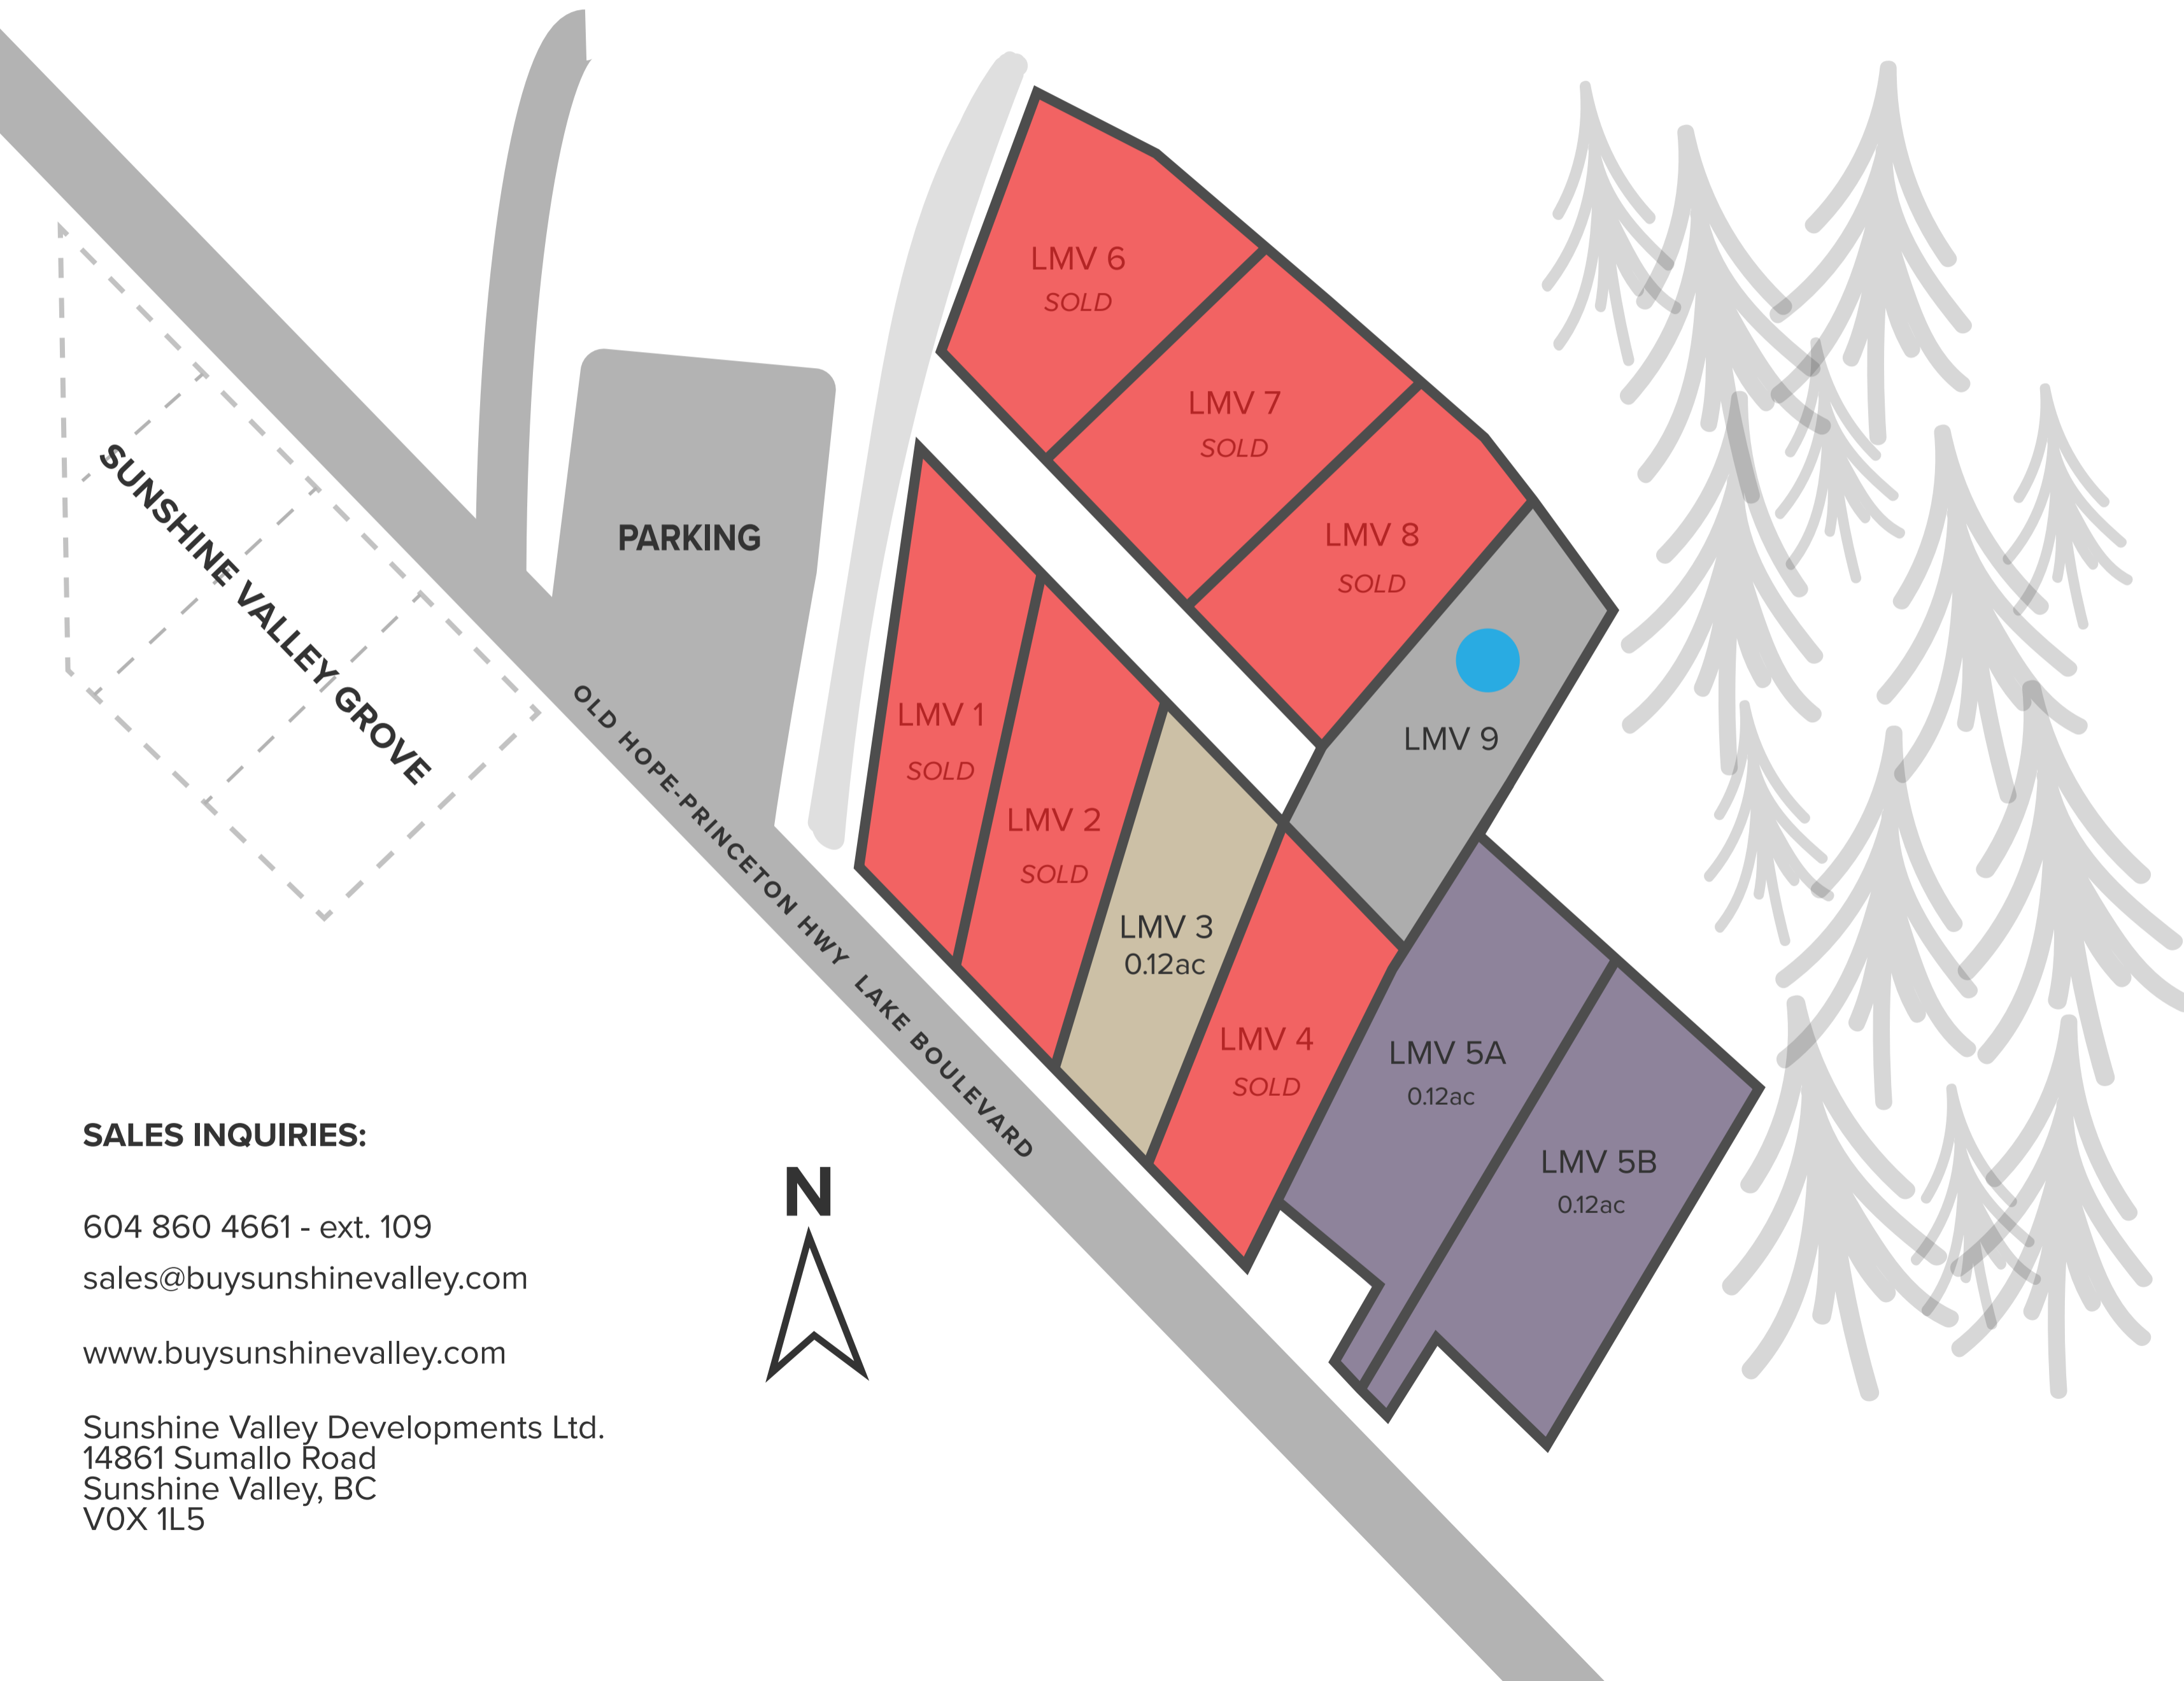 LMV 6
SOLD
LMV 7
SOLD
LMV 8
SOLD
LMV 9
PARKING
SUNSHINE VALLEY GROVE
OLD HOPE-PRINCETON HWY LAKE BOULEVARD
LMV 1
SOLD
LMV 2
SOLD
LMV 3
0.12ac
LMV 4
SOLD
LMV 5A
0.12ac
LMV 5B
0.12ac
N
SALES INQUIRIES:
604 860 4661 - ext. 109
sales@buysunshinevalley.com
www.buysunshinevalley.com
Sunshine Valley Developments Ltd.
14861 Sumallo Road
Sunshine Valley, BC
V0X 1L5